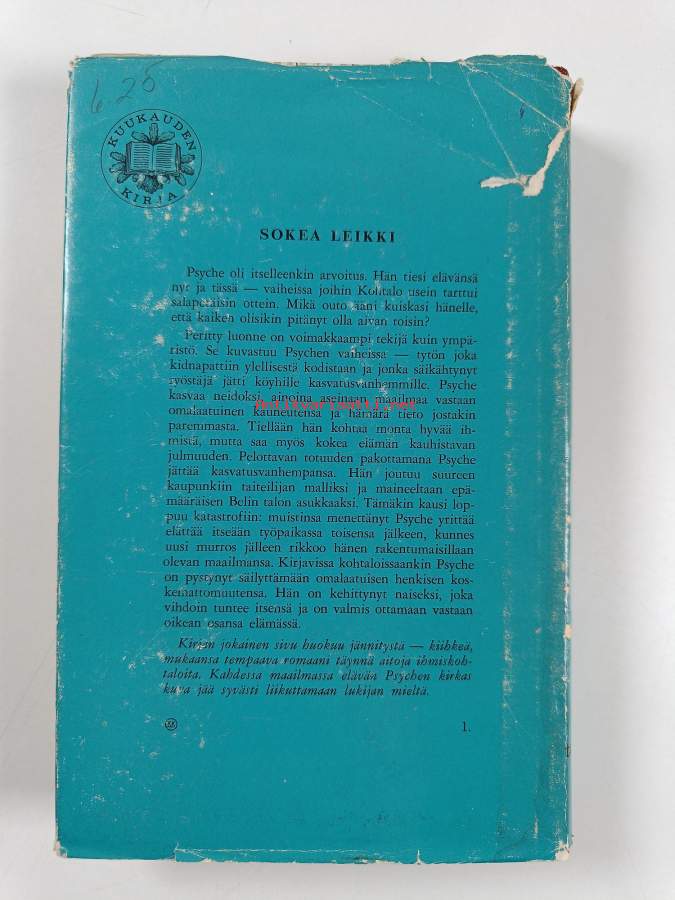 625
KUUKAUDEN
KIRJA
SOKEA LEIKKI
Psyche oli itselleenkin arvoitus. Hän tiesi elävänsä
nyt ja tässä — vaiheissa joihin Kohtalo usein tarttui
salaperäisin ottein. Mikä outo ääni kuiskasi hänelle,
että kaiken olisikin pitänyt olla aivan toisin?
Peritty luonne on voimakkaampi tekijä kuin ympä-
ristö. Se kuvastuu Psychen vaiheissa — tytön joka
kidnapattiin ylellisestä kodistaan ja jonka säikähtynyt
ryöstäjä jätti köyhille kasvatusvanhemmille. Psyche
kasvaa neidoksi, ainoina aseinaan maailmaa vastaan
Antikvariaatti.net
omalaatuinen kauneutensa ja hämärä tieto jostakin
paremmasta. Tiellään hän kohtaa monta hyvää ih-
mistä, mutta saa myös kokea elämän kauhistavan
julmuuden. Pelottavan totuuden pakottamana Psyche
jättää kasvatusvanhempansa. Hän joutuu suureen
kaupunkiin taiteilijan malliksi ja maineeltaan epä-
määräisen Belin talon asukkaaksi. Tämäkin kausi lop-
puu katastrofiin: muistinsa menettänyt Psyche yrittää
elättää itseään työpaikassa toisensa jälkeen, kunnes
uusi murros jälleen rikkoo hänen rakentumaisillaan
olevan maailmansa. Kirjavissa kohtaloissaankin Psyche
on pystynyt säilyttämään omalaatuisen henkisen kos-
kemattomuutensa. Hän on kehittynyt naiseksi, joka
vihdoin tuntee itsensä ja on valmis ottamaan vastaan
oikean osansa elämässä.
Kirjan jokainen sivu huokuu jännitystä — kiihkeä,
mukaansa tempaava romaani täynnä aitoja ihmiskoh-
taloita. Kahdessa maailmassa elävän Psychen kirkas
kuva jää syvästi liikuttamaan lukijan mieltä.
1.